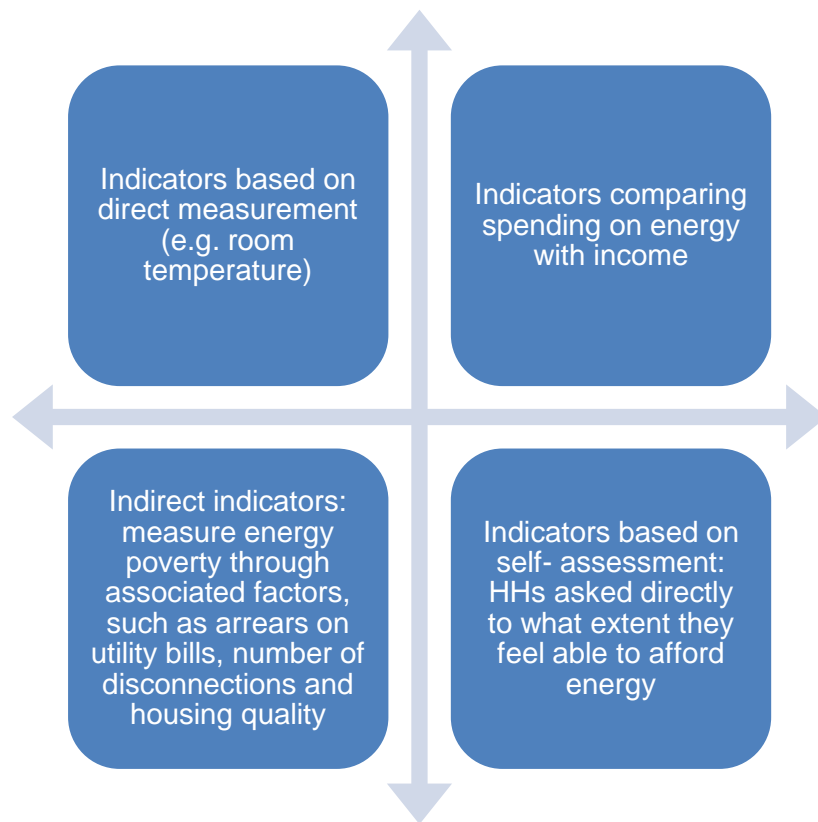 Indicators based on
direct measurement
(e.g. room
temperature)
Indicators comparing
spending on energy
with income
Indirect indicators:
measure energy
poverty through
associated factors,
such as arrears on
utility bills, number of
disconnections and
housing quality
Indicators based on
self- assessment:
HHs asked directly
to what extent they
feel able to afford
energy